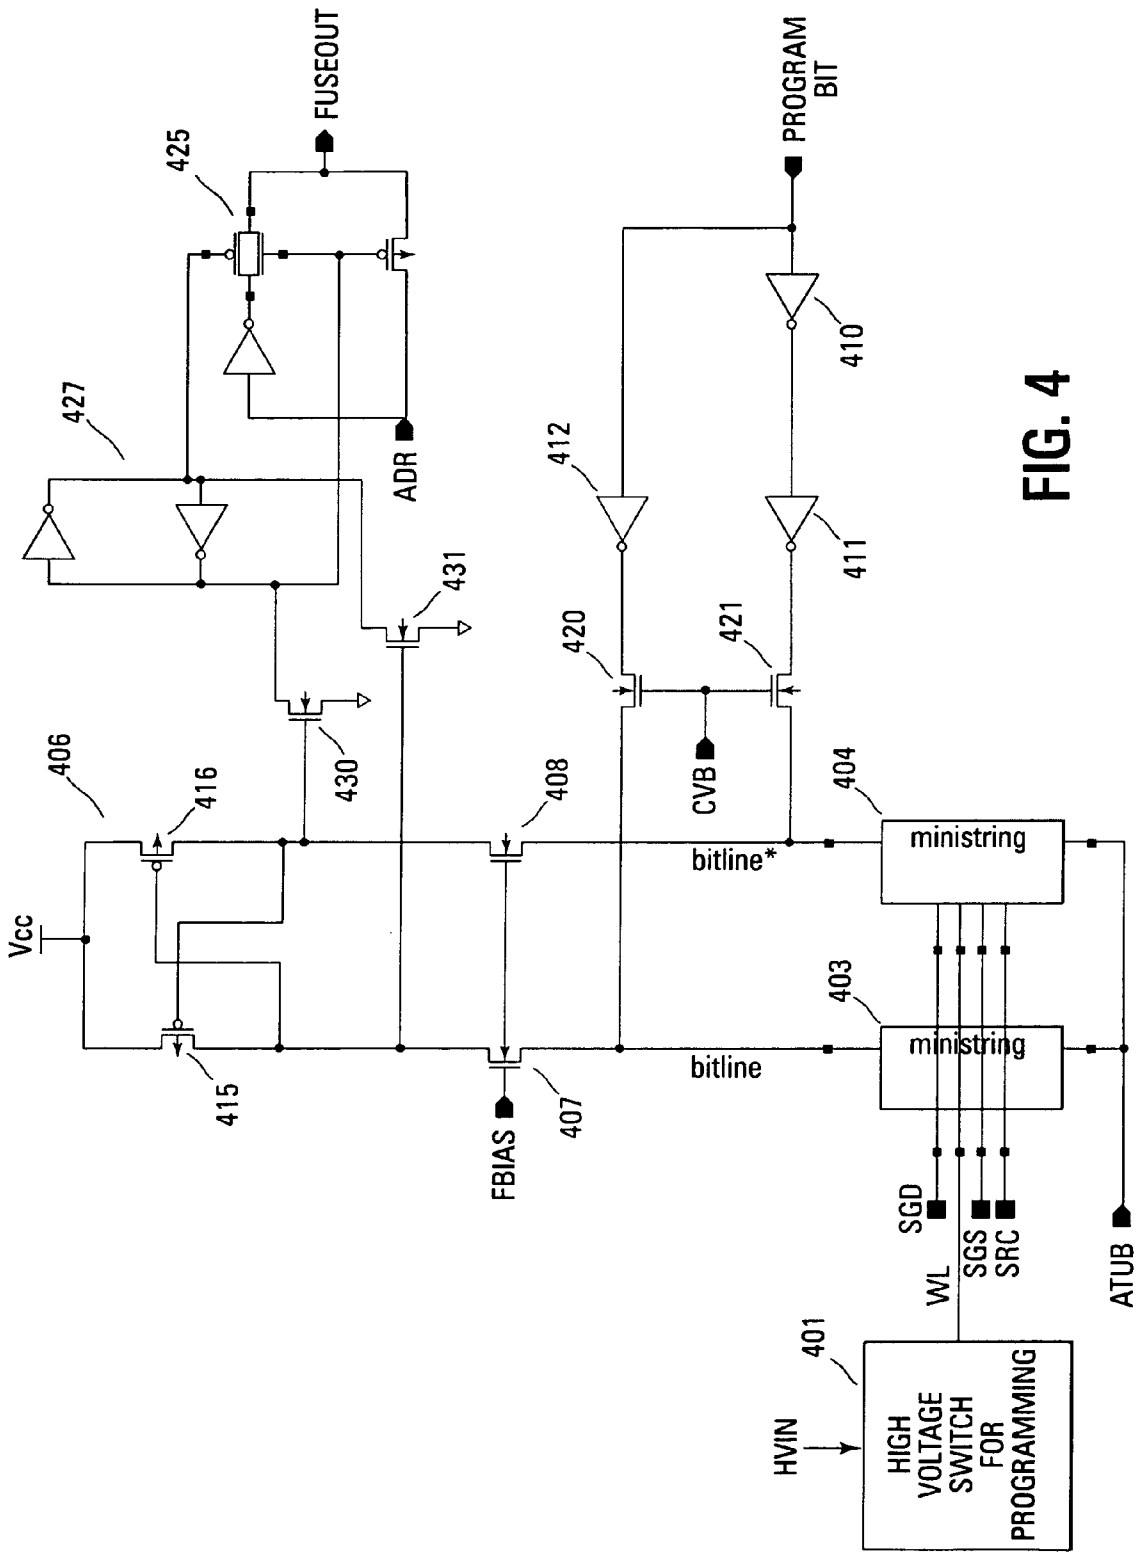 Vcc
406
416
415
430
431
427
425
FUSEOUT
ADR
FBIAS
407
408
420
412
CVB
421
411
410
PROGRAM
BIT
bitline
bitline*
403
404
ministring
ministring
SGD
WL
SGS
SRC
ATUB
HVIN
401
HIGH
VOLTAGE
SWITCH
FOR
PROGRAMMING
FIG. 4